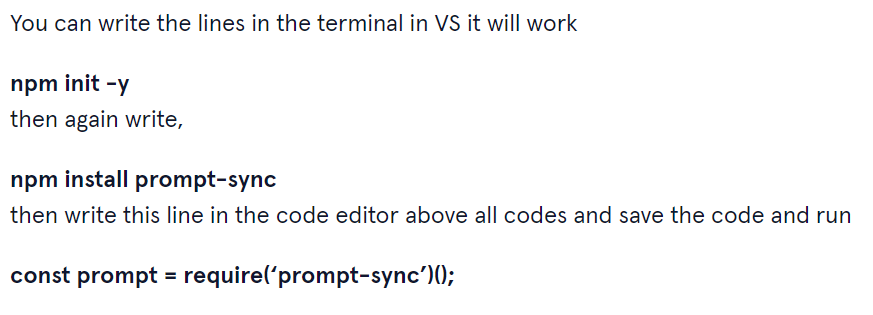 You can write the lines in the terminal in VS it will work
npm init -y
then again write,
npm install prompt-sync
then write this line in the code editor above all codes and save the code and run
const prompt = require(‘prompt-sync’)();